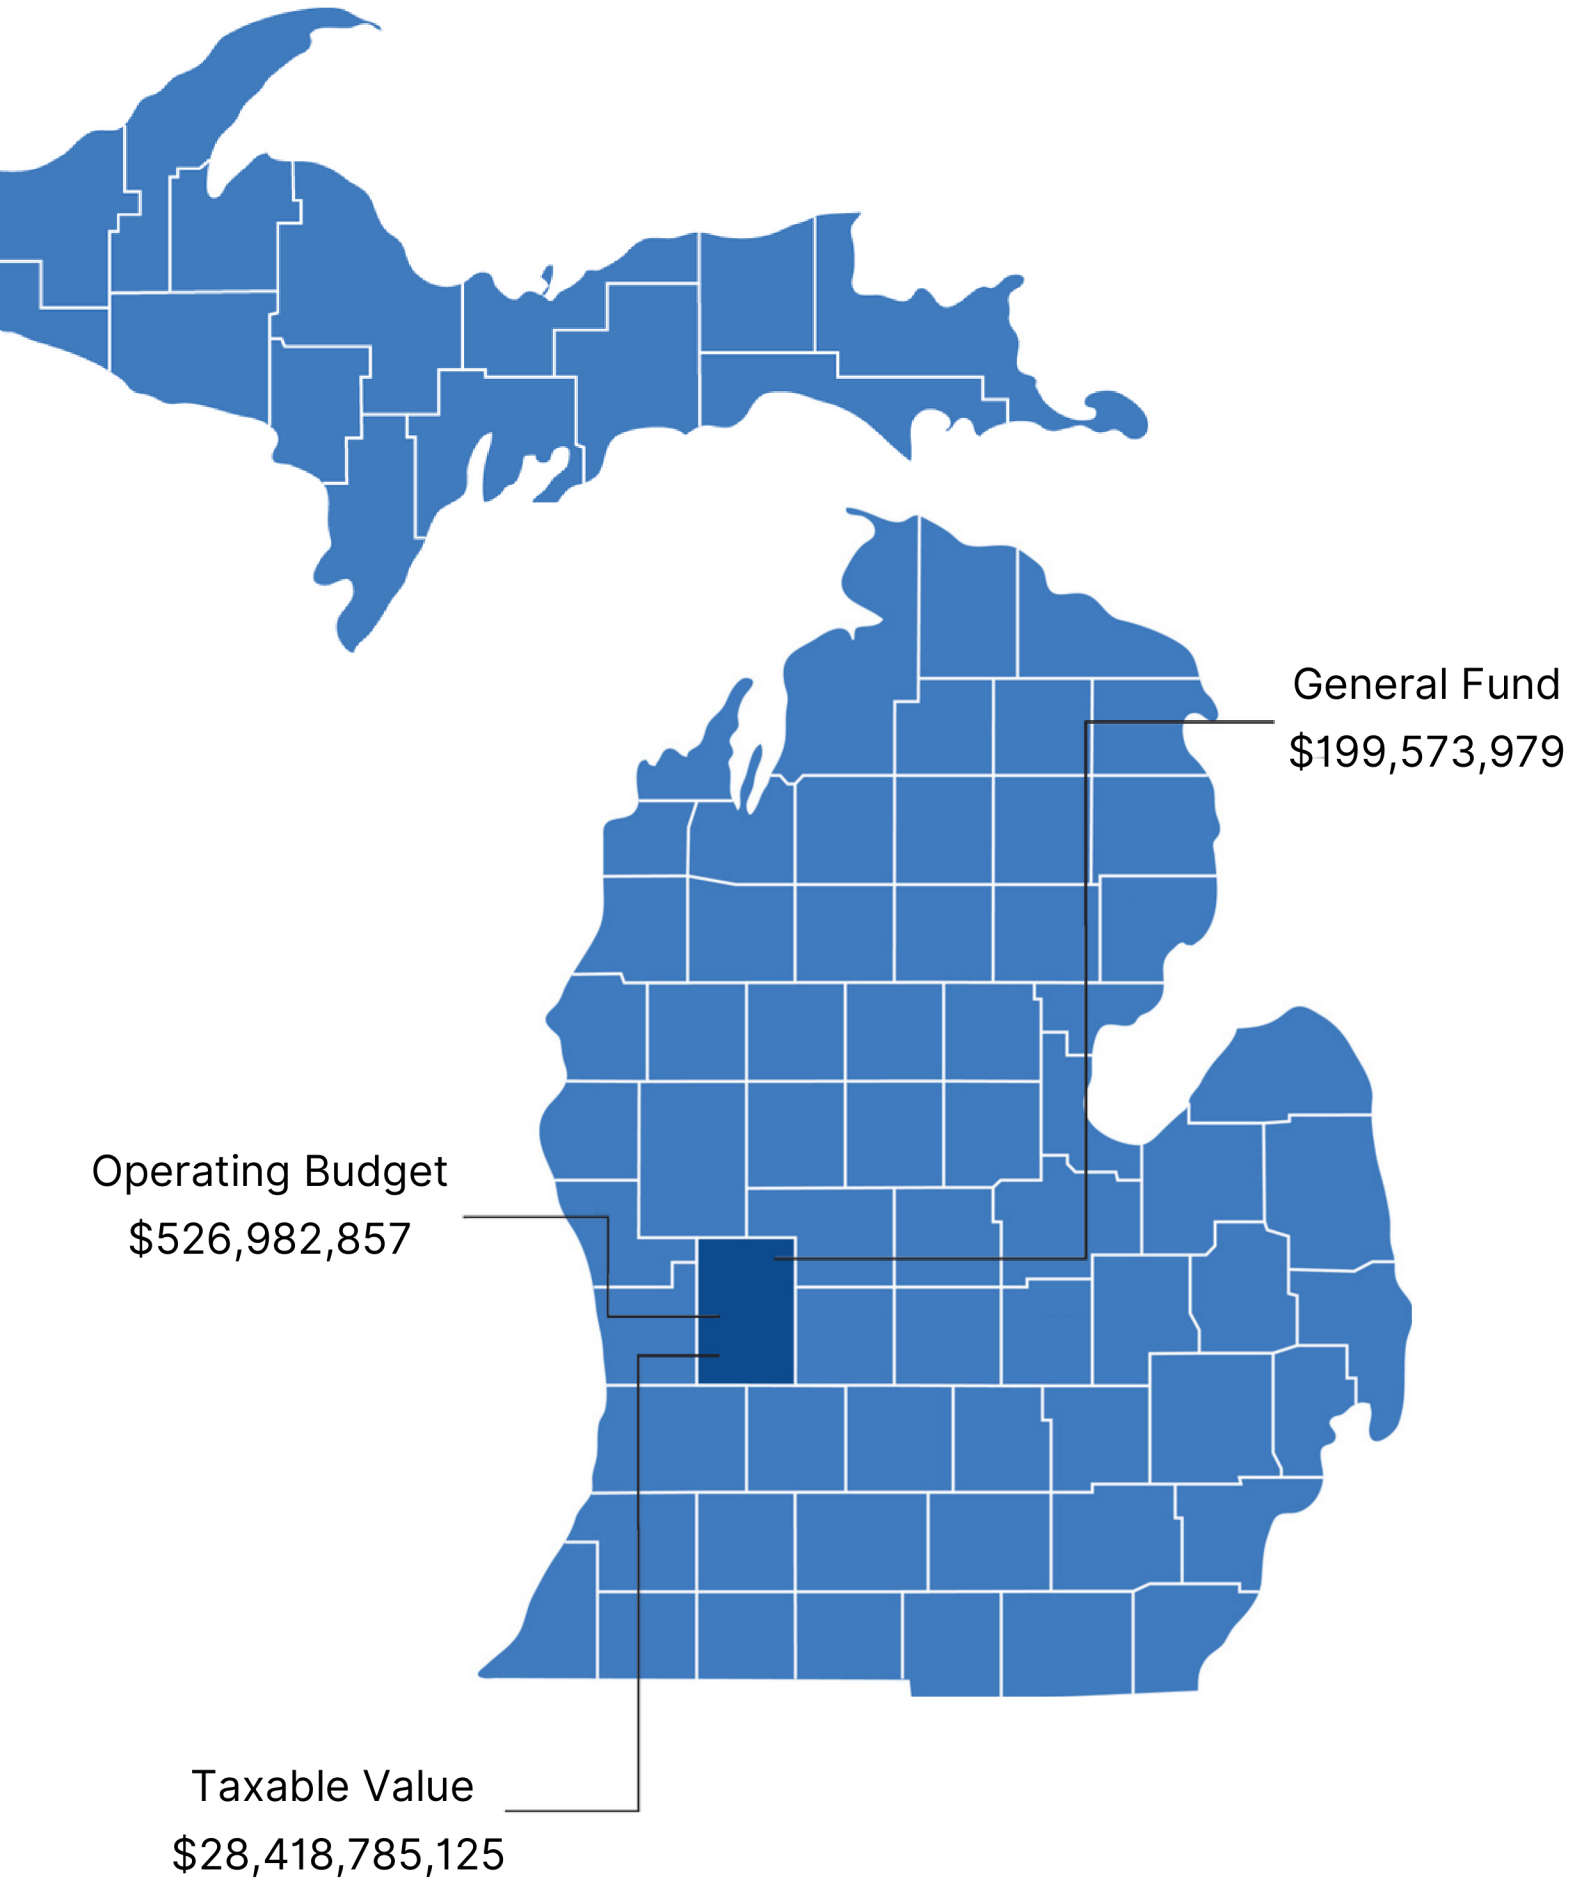 General Fund
$199,573,979
Operating Budget
$526,982,857
Taxable Value
$28,418,785,125